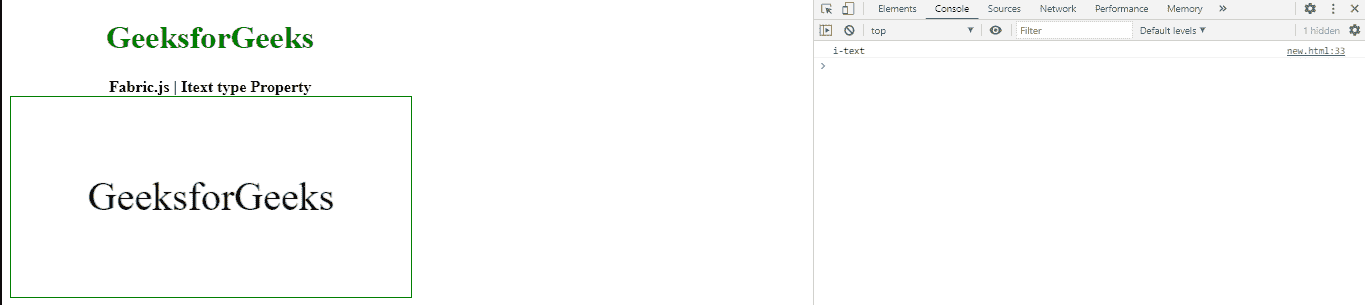 GeeksforGeeks
Fabric.js | Itext type Property
GeeksforGeeks
Elements Console Sources Network Performance Memory »
top ▼ Filter Default levels ▼ 1 hidden
i-text new.html:33
>